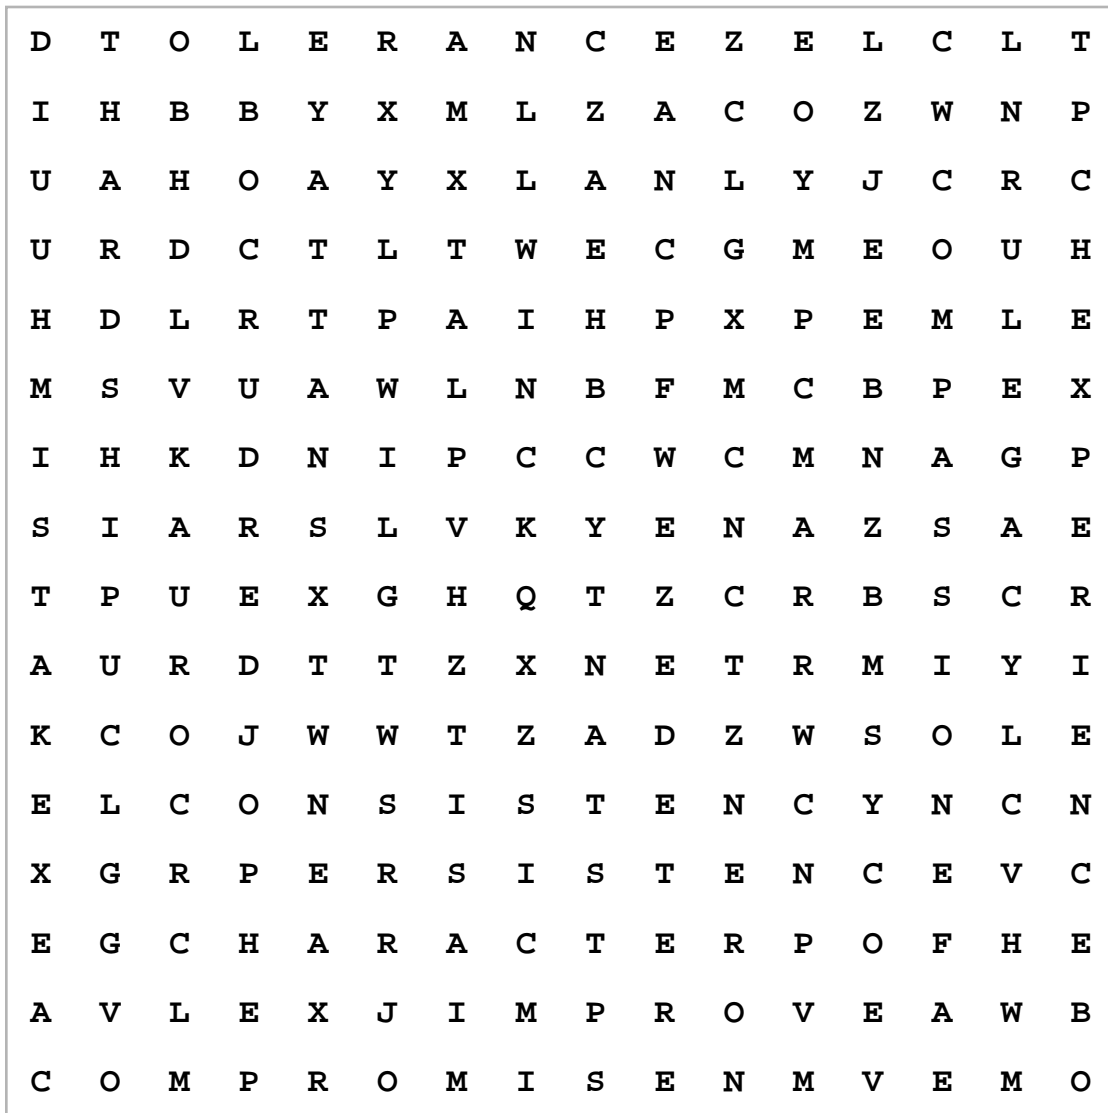 D T O L E R A N C E Z E L C L T
I H B B Y X M L Z A C O Z W N P
U A H O A Y X L A N L Y J C R C
U R D C T L T W E C G M E O U H
H D L R T P A I H P X P E M L E
M S V U A W L N B F M C B P E X
I H K D N I P C C W C M N A G P
S I A R S L V K Y E N A Z S A E
T P U E X G H Q T Z C R B S C R
A U R D T T Z X N E T R M I Y I
K C O J W W T Z A D Z W S O L E
E L C O N S I S T E N C Y N C N
X G R P E R S I S T E N C E V C
E G C H A R A C T E R P O F H E
A V L E X J I M P R O V E A W B
C O M P R O M I S E N M V E M O